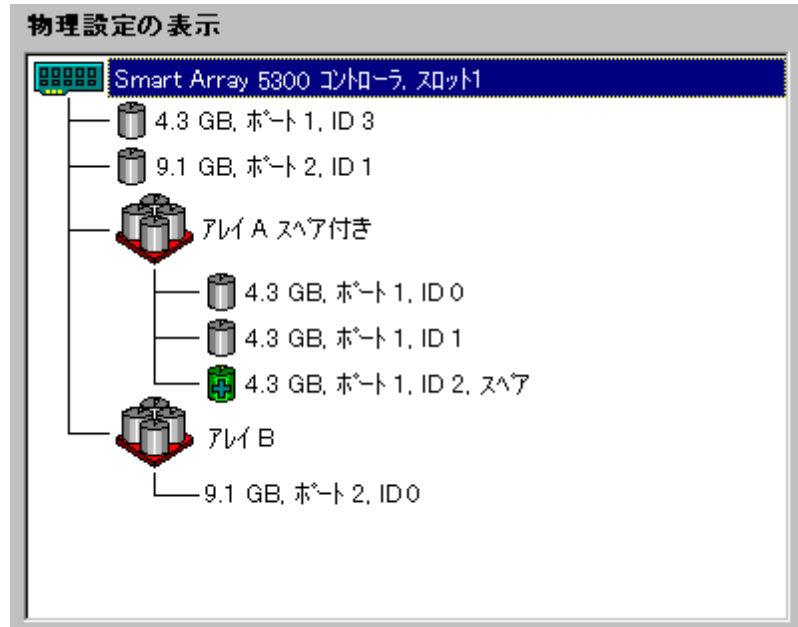 物理設定の表示
Smart Array 5300 ｺﾝﾄﾛｰﾗ, ｽﾛｯﾄ1
4.3 GB, ﾎﾟｰﾄ 1, ID 3
9.1 GB, ﾎﾟｰﾄ 2, ID 1
ｱﾚｲ A ｽﾍﾟｱ付き
4.3 GB, ﾎﾟｰﾄ 1, ID 0
4.3 GB, ﾎﾟｰﾄ 1, ID 1
4.3 GB, ﾎﾟｰﾄ 1, ID 2, ｽﾍﾟｱ
ｱﾚｲ B
9.1 GB, ﾎﾟｰﾄ 2, ID 0